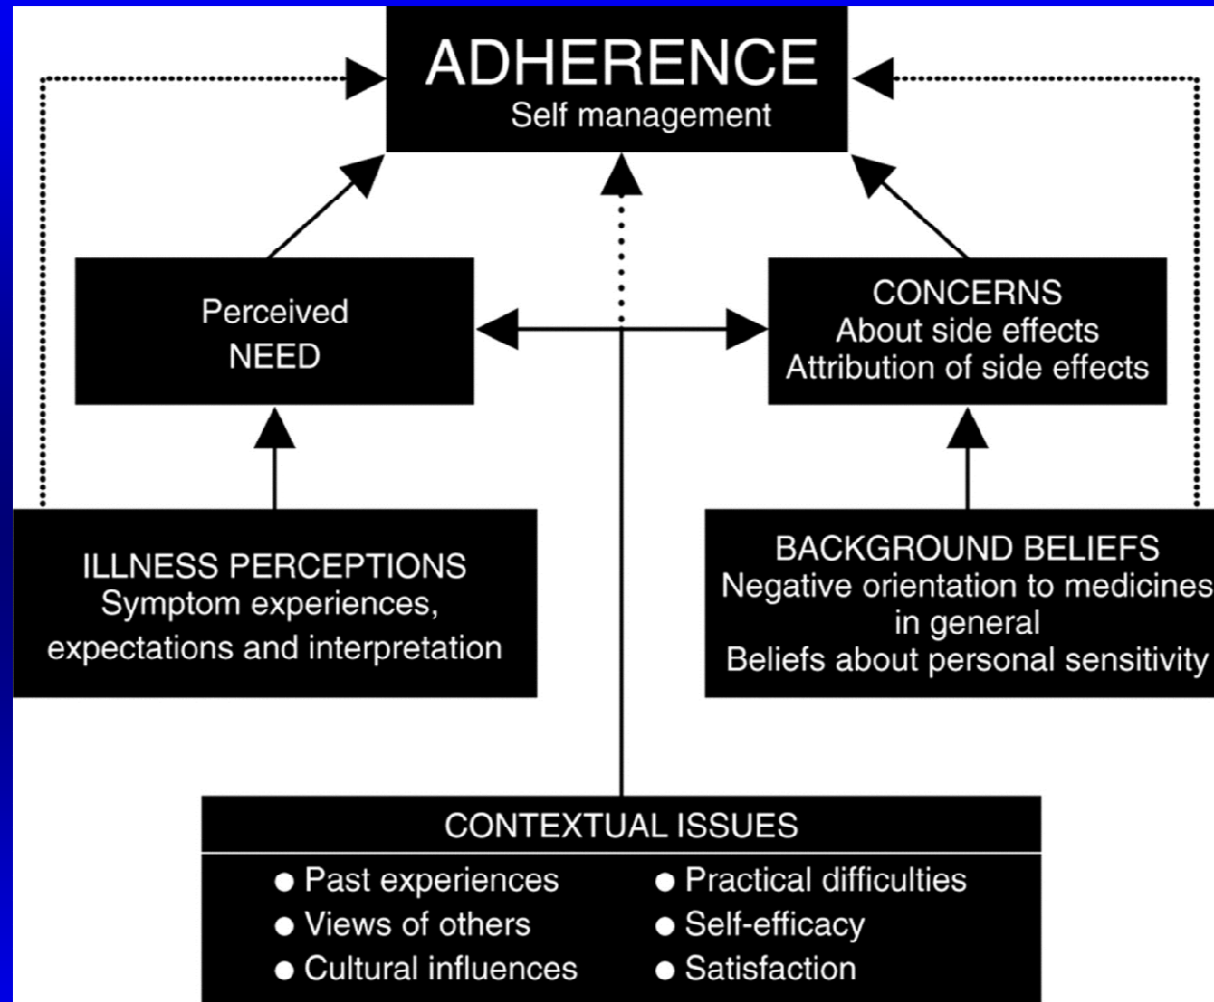 ADHERENCE
Self management
Perceived
NEED
CONCERNS
About side effects
Attribution of side effects
ILLNESS PERCEPTIONS
Symptom experiences,
expectations and interpretation
BACKGROUND BELIEFS
Negative orientation to medicines
in general
Beliefs about personal sensitivity
CONTEXTUAL ISSUES
● Past experiences
● Views of others
● Cultural influences
● Practical difficulties
● Self-efficacy
● Satisfaction